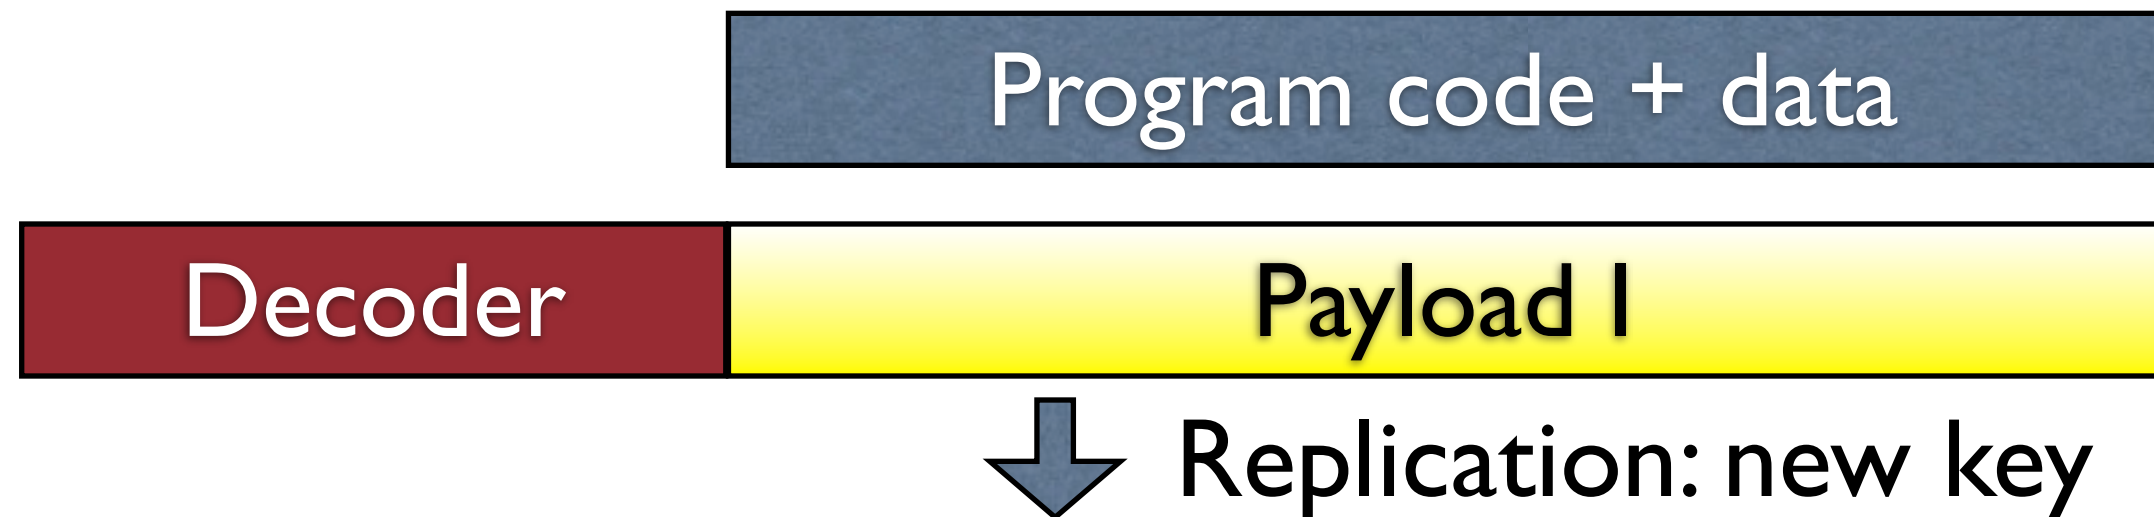 Program code + data
Decoder
Payload 1
Replication: new key